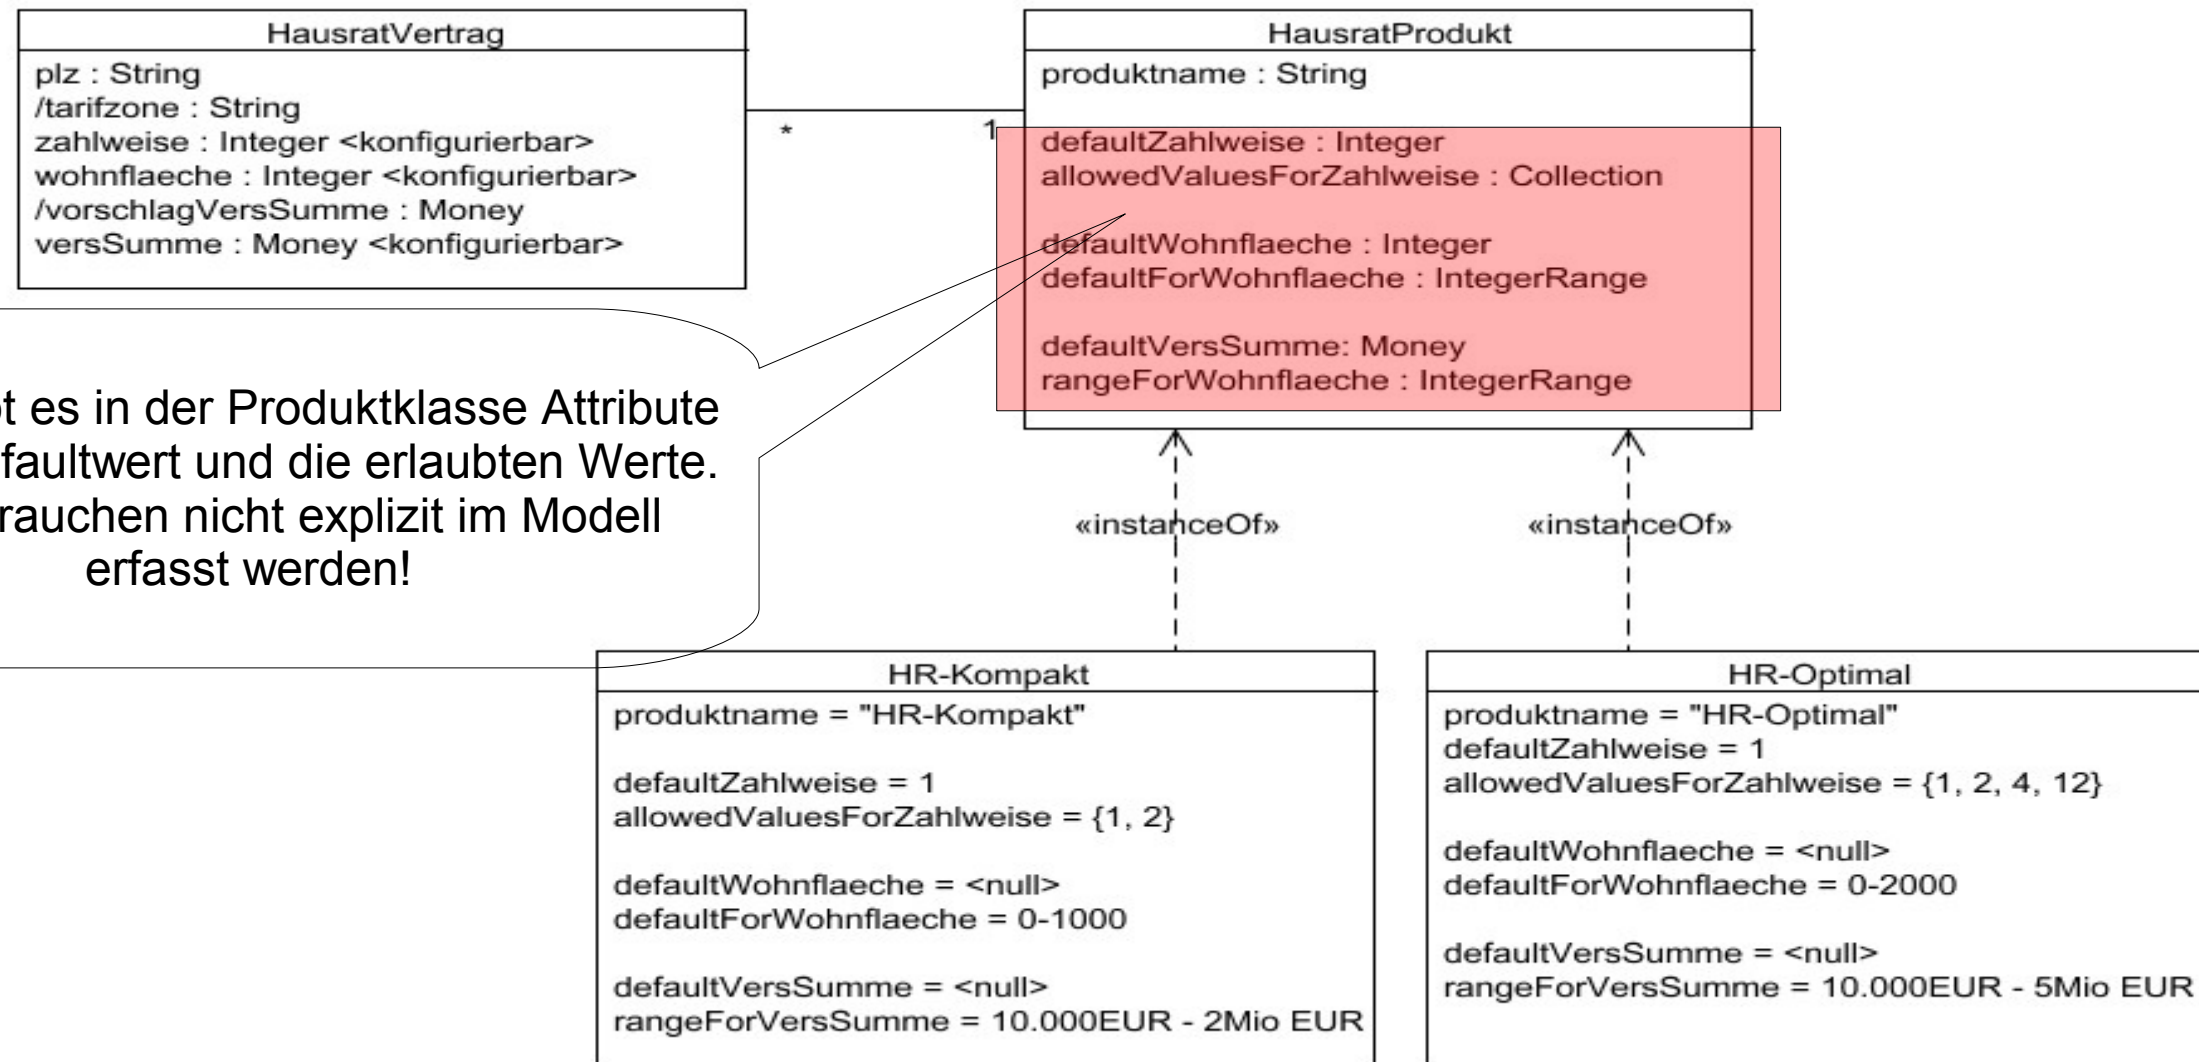 HausratVertrag
plz : String
/tarifzone : String
zahlweise : Integer <konfigurierbar>
wohnflaeche : Integer <konfigurierbar>
/vorschlagVersSumme : Money
versSumme : Money <konfigurierbar>
*
1
HausratProdukt
produktname : String
defaultZahlweise : Integer
allowedValuesForZahlweise : Collection
defaultWohnflaeche : Integer
defaultForWohnflaeche : IntegerRange
defaultVersSumme: Money
rangeForWohnflaeche : IntegerRange
es in der Produktklasse Attribute
faultwert und die erlaubten Werte.
rauchen nicht explizit im Modell
erfasst werden!
«instanceOf»
«instanceOf»
HR-Kompakt
produktname = "HR-Kompakt"
defaultZahlweise = 1
allowedValuesForZahlweise = {1, 2}
defaultWohnflaeche = <null>
defaultForWohnflaeche = 0-1000
defaultVersSumme = <null>
rangeForVersSumme = 10.000EUR - 2Mio EUR
HR-Optimal
produktname = "HR-Optimal"
defaultZahlweise = 1
allowedValuesForZahlweise = {1, 2, 4, 12}
defaultWohnflaeche = <null>
defaultForWohnflaeche = 0-2000
defaultVersSumme = <null>
rangeForVersSumme = 10.000EUR - 5Mio EUR